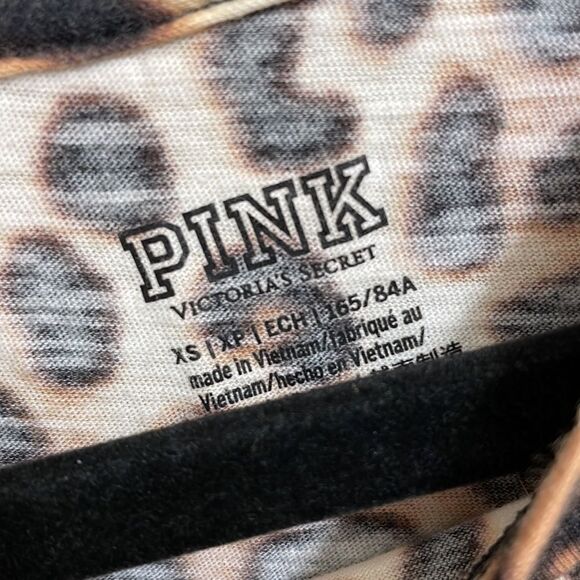 PINK
VICTORIA'S SECRET
XS | XP | ECH | 165/84A
made in Vietnam/fabriqué au
Vietnam/hecho en Vietnam/